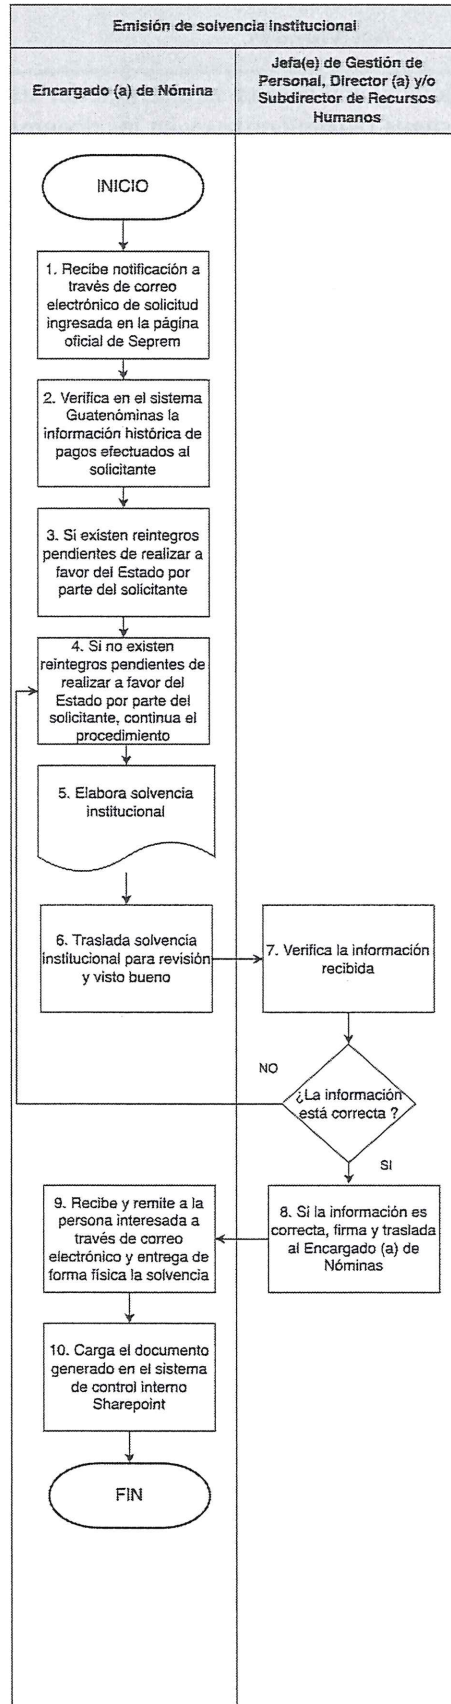 Emisión de solvencia institucional
Encargado (a) de Nómina
Jefa(e) de Gestión de
Personal, Director (a) y/o
Subdirector de Recursos
Humanos
INICIO
1. Recibe notificación a
través de correo
electrónico de solicitud
ingresada en la página
oficial de Seprem
2. Verifica en el sistema
Guatenóminas la
información histórica de
pagos efectuados al
solicitante
3. Si existen reintegros
pendientes de realizar a
favor del Estado por
parte del solicitante
4. Si no existen
reintegros pendientes de
realizar a favor del
Estado por parte del
solicitante, continua el
procedimiento
5. Elabora solvencia
institucional
6. Traslada solvencia
institucional para revisión
y visto bueno
7. Verifica la información
recibida
NO
¿La información
está correcta ?
SI
8. Si la información es
correcta, firma y traslada
al Encargado (a) de
Nóminas
9. Recibe y remite a la
persona interesada a
través de correo
electrónico y entrega de
forma física la solvencia
10. Carga el documento
generado en el sistema
de control interno
Sharepoint
FIN